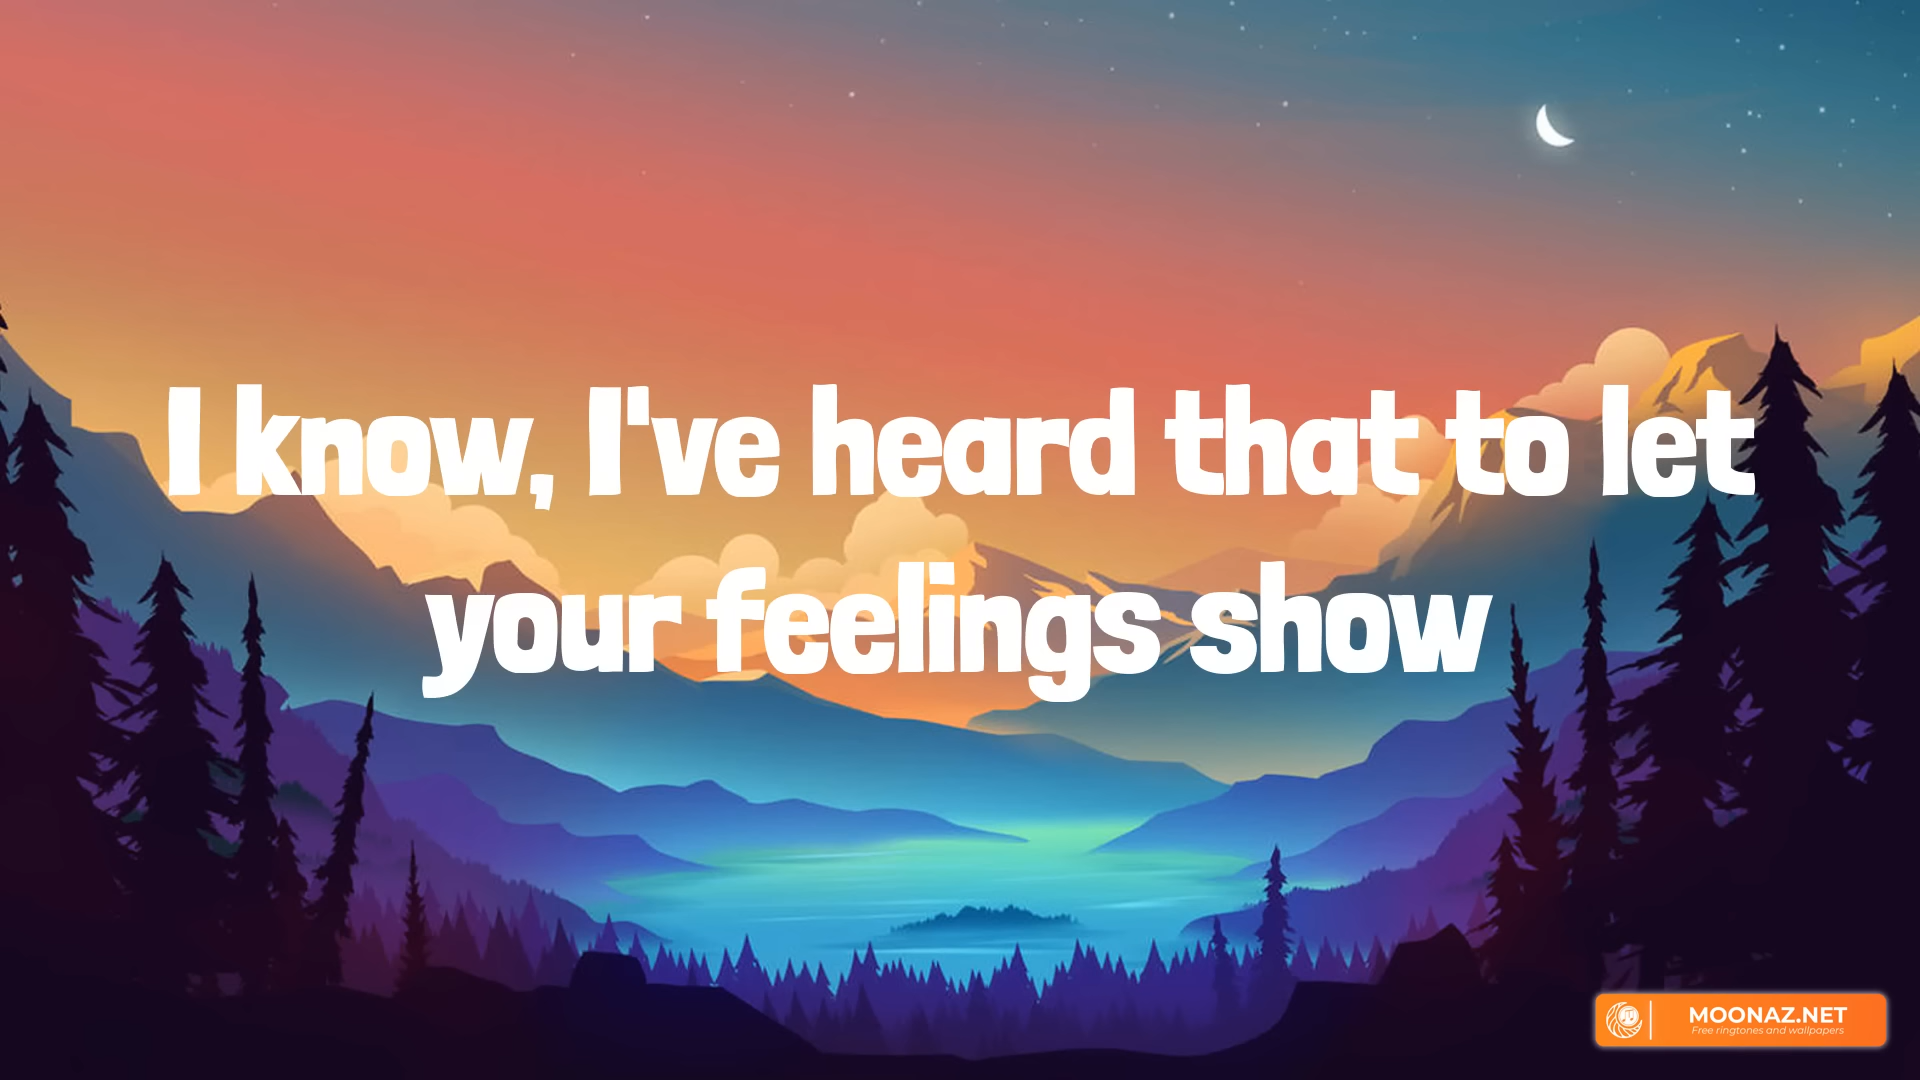 I know, I've heard that to let
your feelings show
MOONAZ.NET
Free ringtones and wallpapers